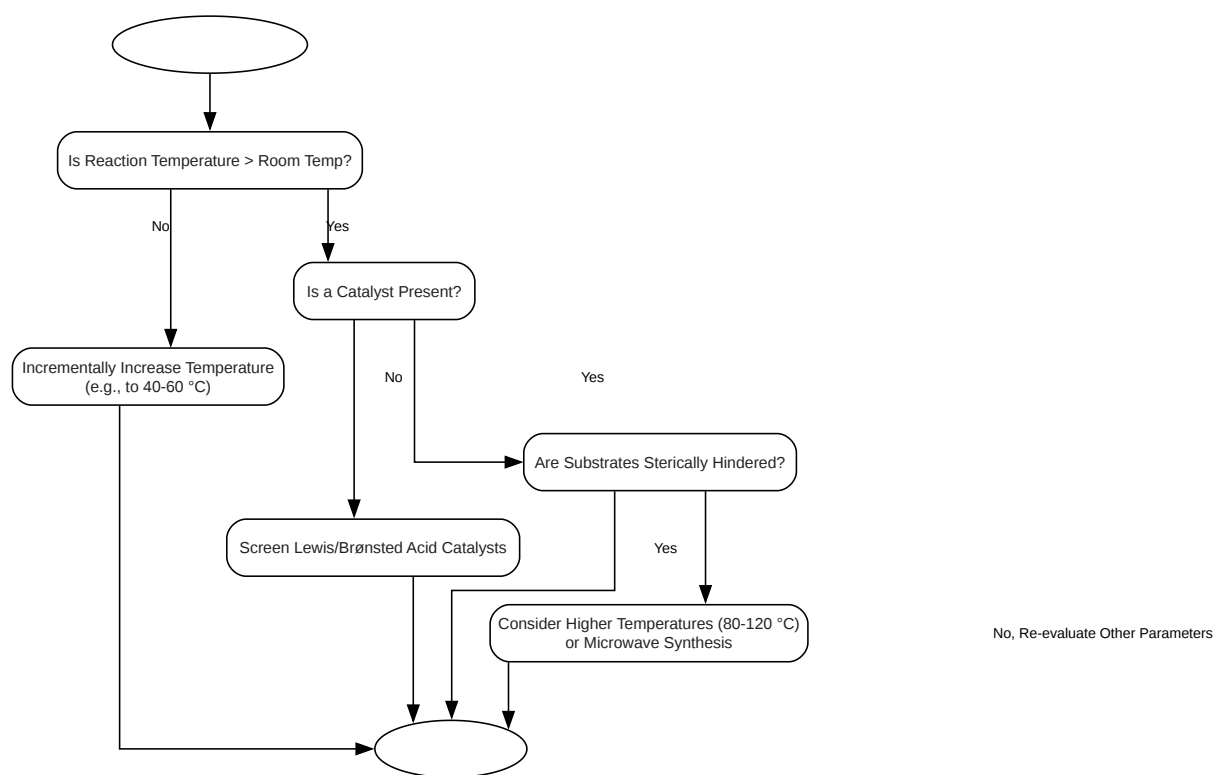 Is Reaction Temperature > Room Temp?
No
Yes
Is a Catalyst Present?
Incrementally Increase Temperature
(e.g., to 40-60 °C)
No
Yes
Are Substrates Sterically Hindered?
Screen Lewis/Brønsted Acid Catalysts
Yes
Consider Higher Temperatures (80-120 °C)
or Microwave Synthesis
No, Re-evaluate Other Parameters